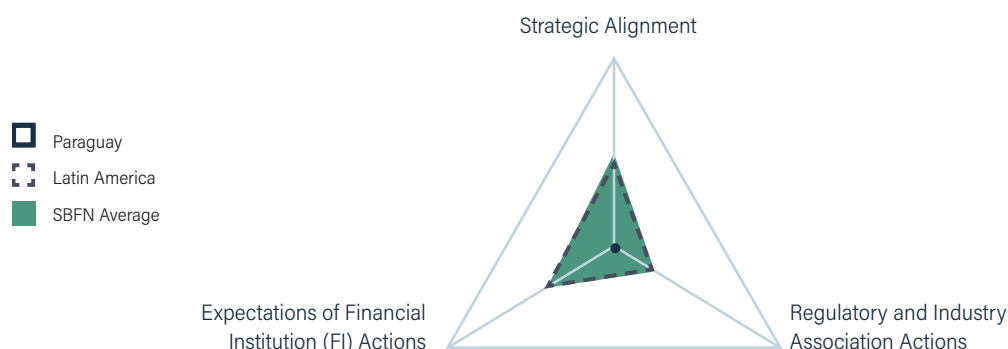 Strategic Alignment
Paraguay
Latin America
SBFN Average
Expectations of Financial
Institution (FI) Actions
Regulatory and Industry
Association Actions